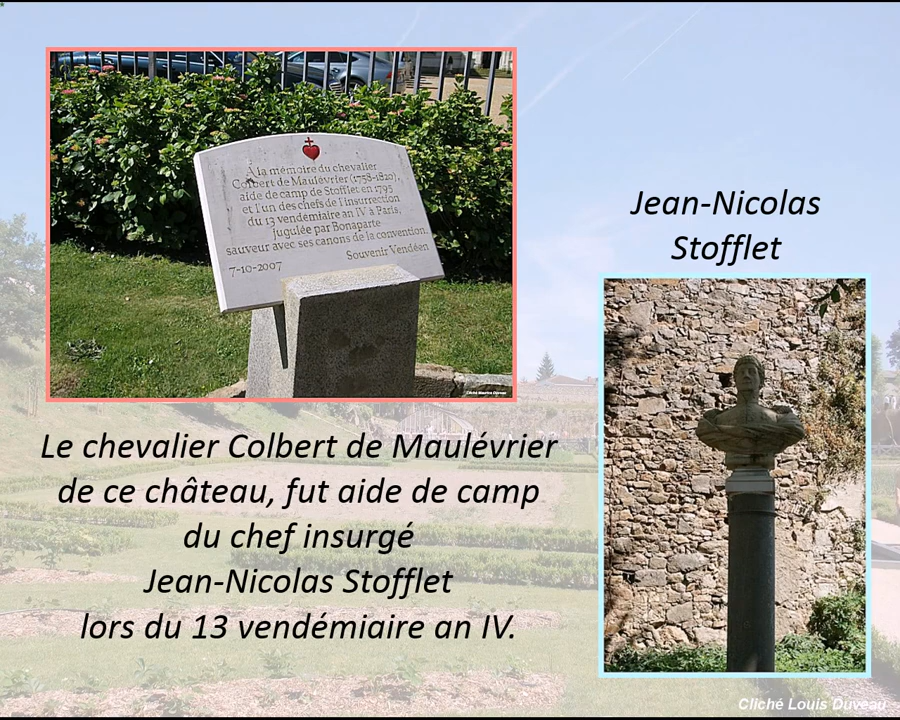 À la mémoire du chevalier
Colbert de Maulévrier (1758-1820),
aide de camp de Stofflet en 1795
et l'un des chefs de l'insurrection
du 13 vendémiaire an IV à Paris,
jugulée par Bonaparte
sauveur avec ses canons de la convention.
Souvenir Vendéen
7-10-2007
Cliché Maurice Duveau
Jean-Nicolas
Stofflet
Le chevalier Colbert de Maulévrier
de ce château, fut aide de camp
du chef insurgé
Jean-Nicolas Stofflet
lors du 13 vendémiaire an IV.
Cliché Louis Duveau